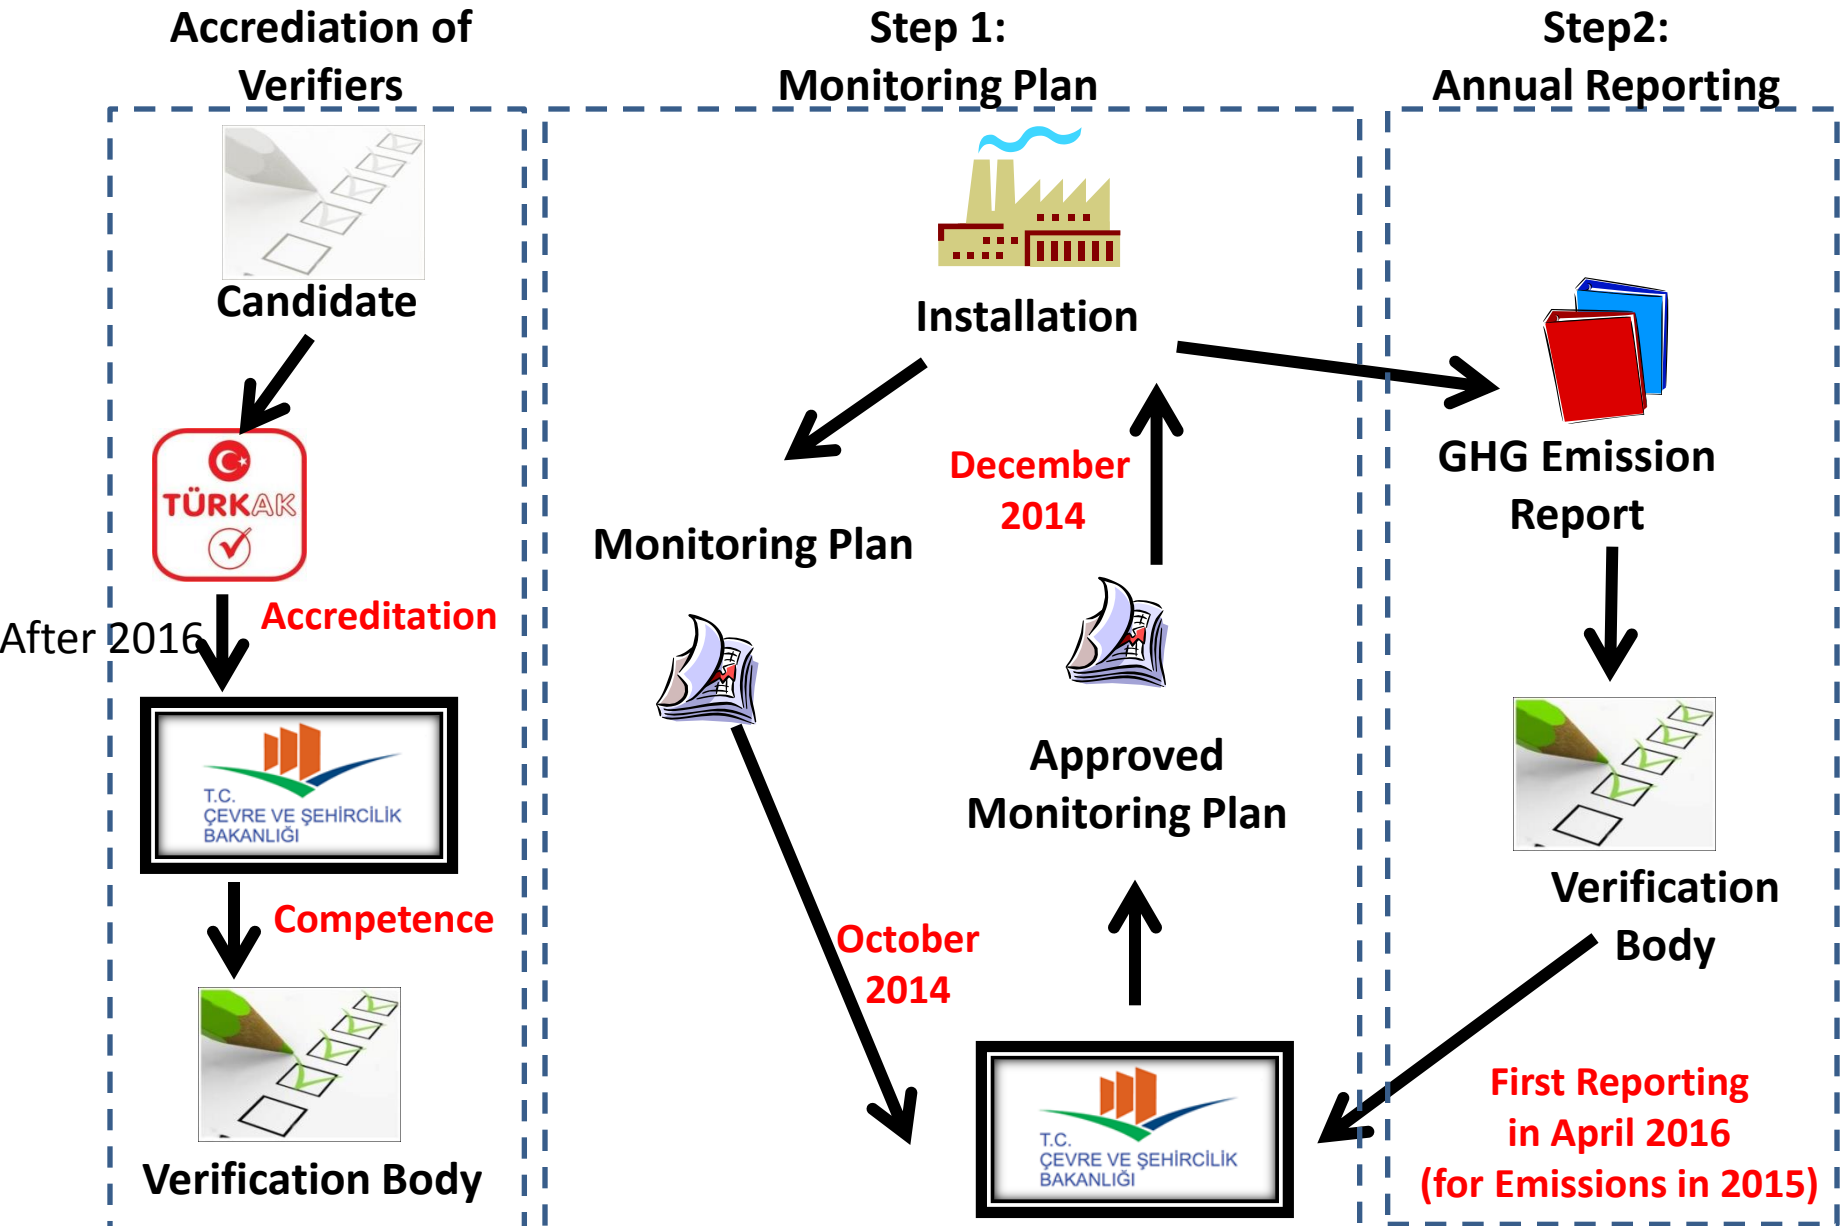 Accrediation of
Verifiers
Candidate
TÜRKAK
After 2016
Accreditation
T.C.
ÇEVRE VE ŞEHİRCİLİK
BAKANLIĞI
Competence
Verification Body
Step 1:
Monitoring Plan
Installation
December
2014
Monitoring Plan
Approved
Monitoring Plan
October
2014
T.C.
ÇEVRE VE ŞEHİRCİLİK
BAKANLIĞI
Step2:
Annual Reporting
GHG Emission
Report
Verification
Body
First Reporting
in April 2016
(for Emissions in 2015)